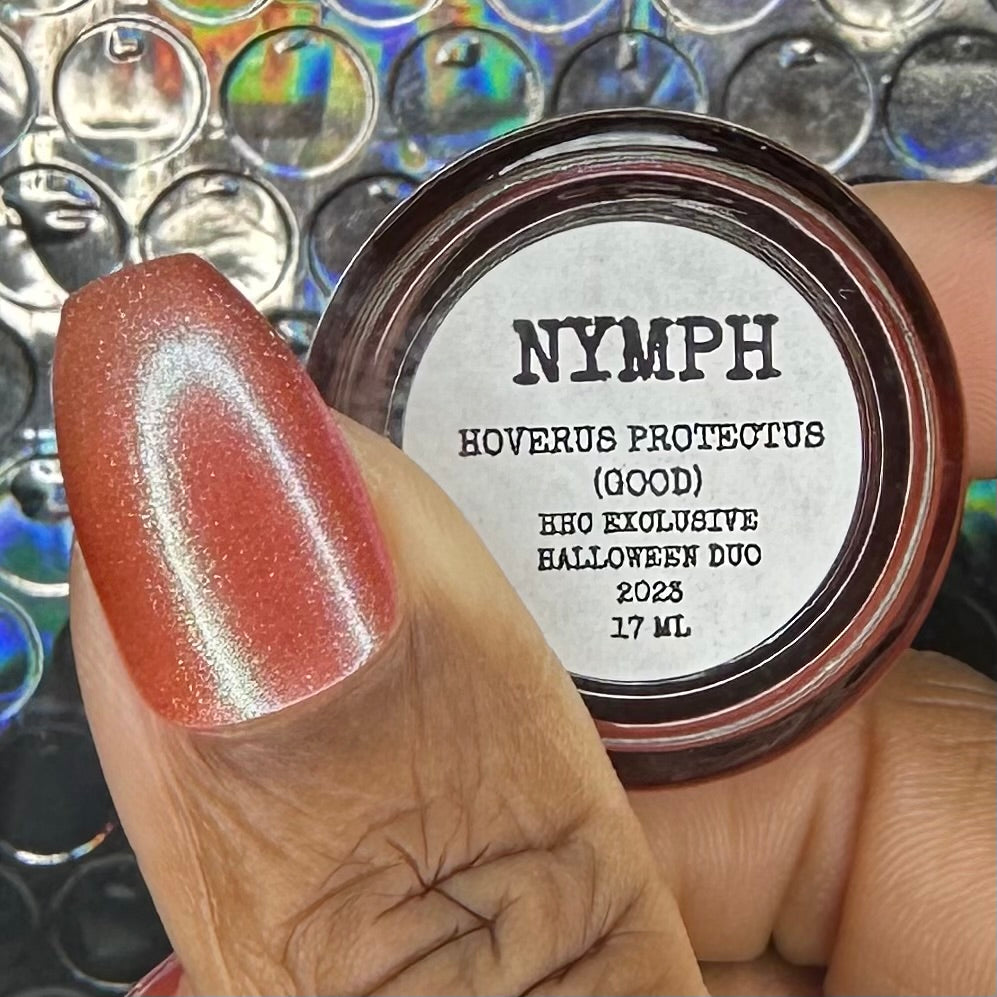 NYMPH
HOVERUS PROTECTUS
(GOOD)
HHC EXCLUSIVE
HALLOWEEN DUO
2023
17 ML